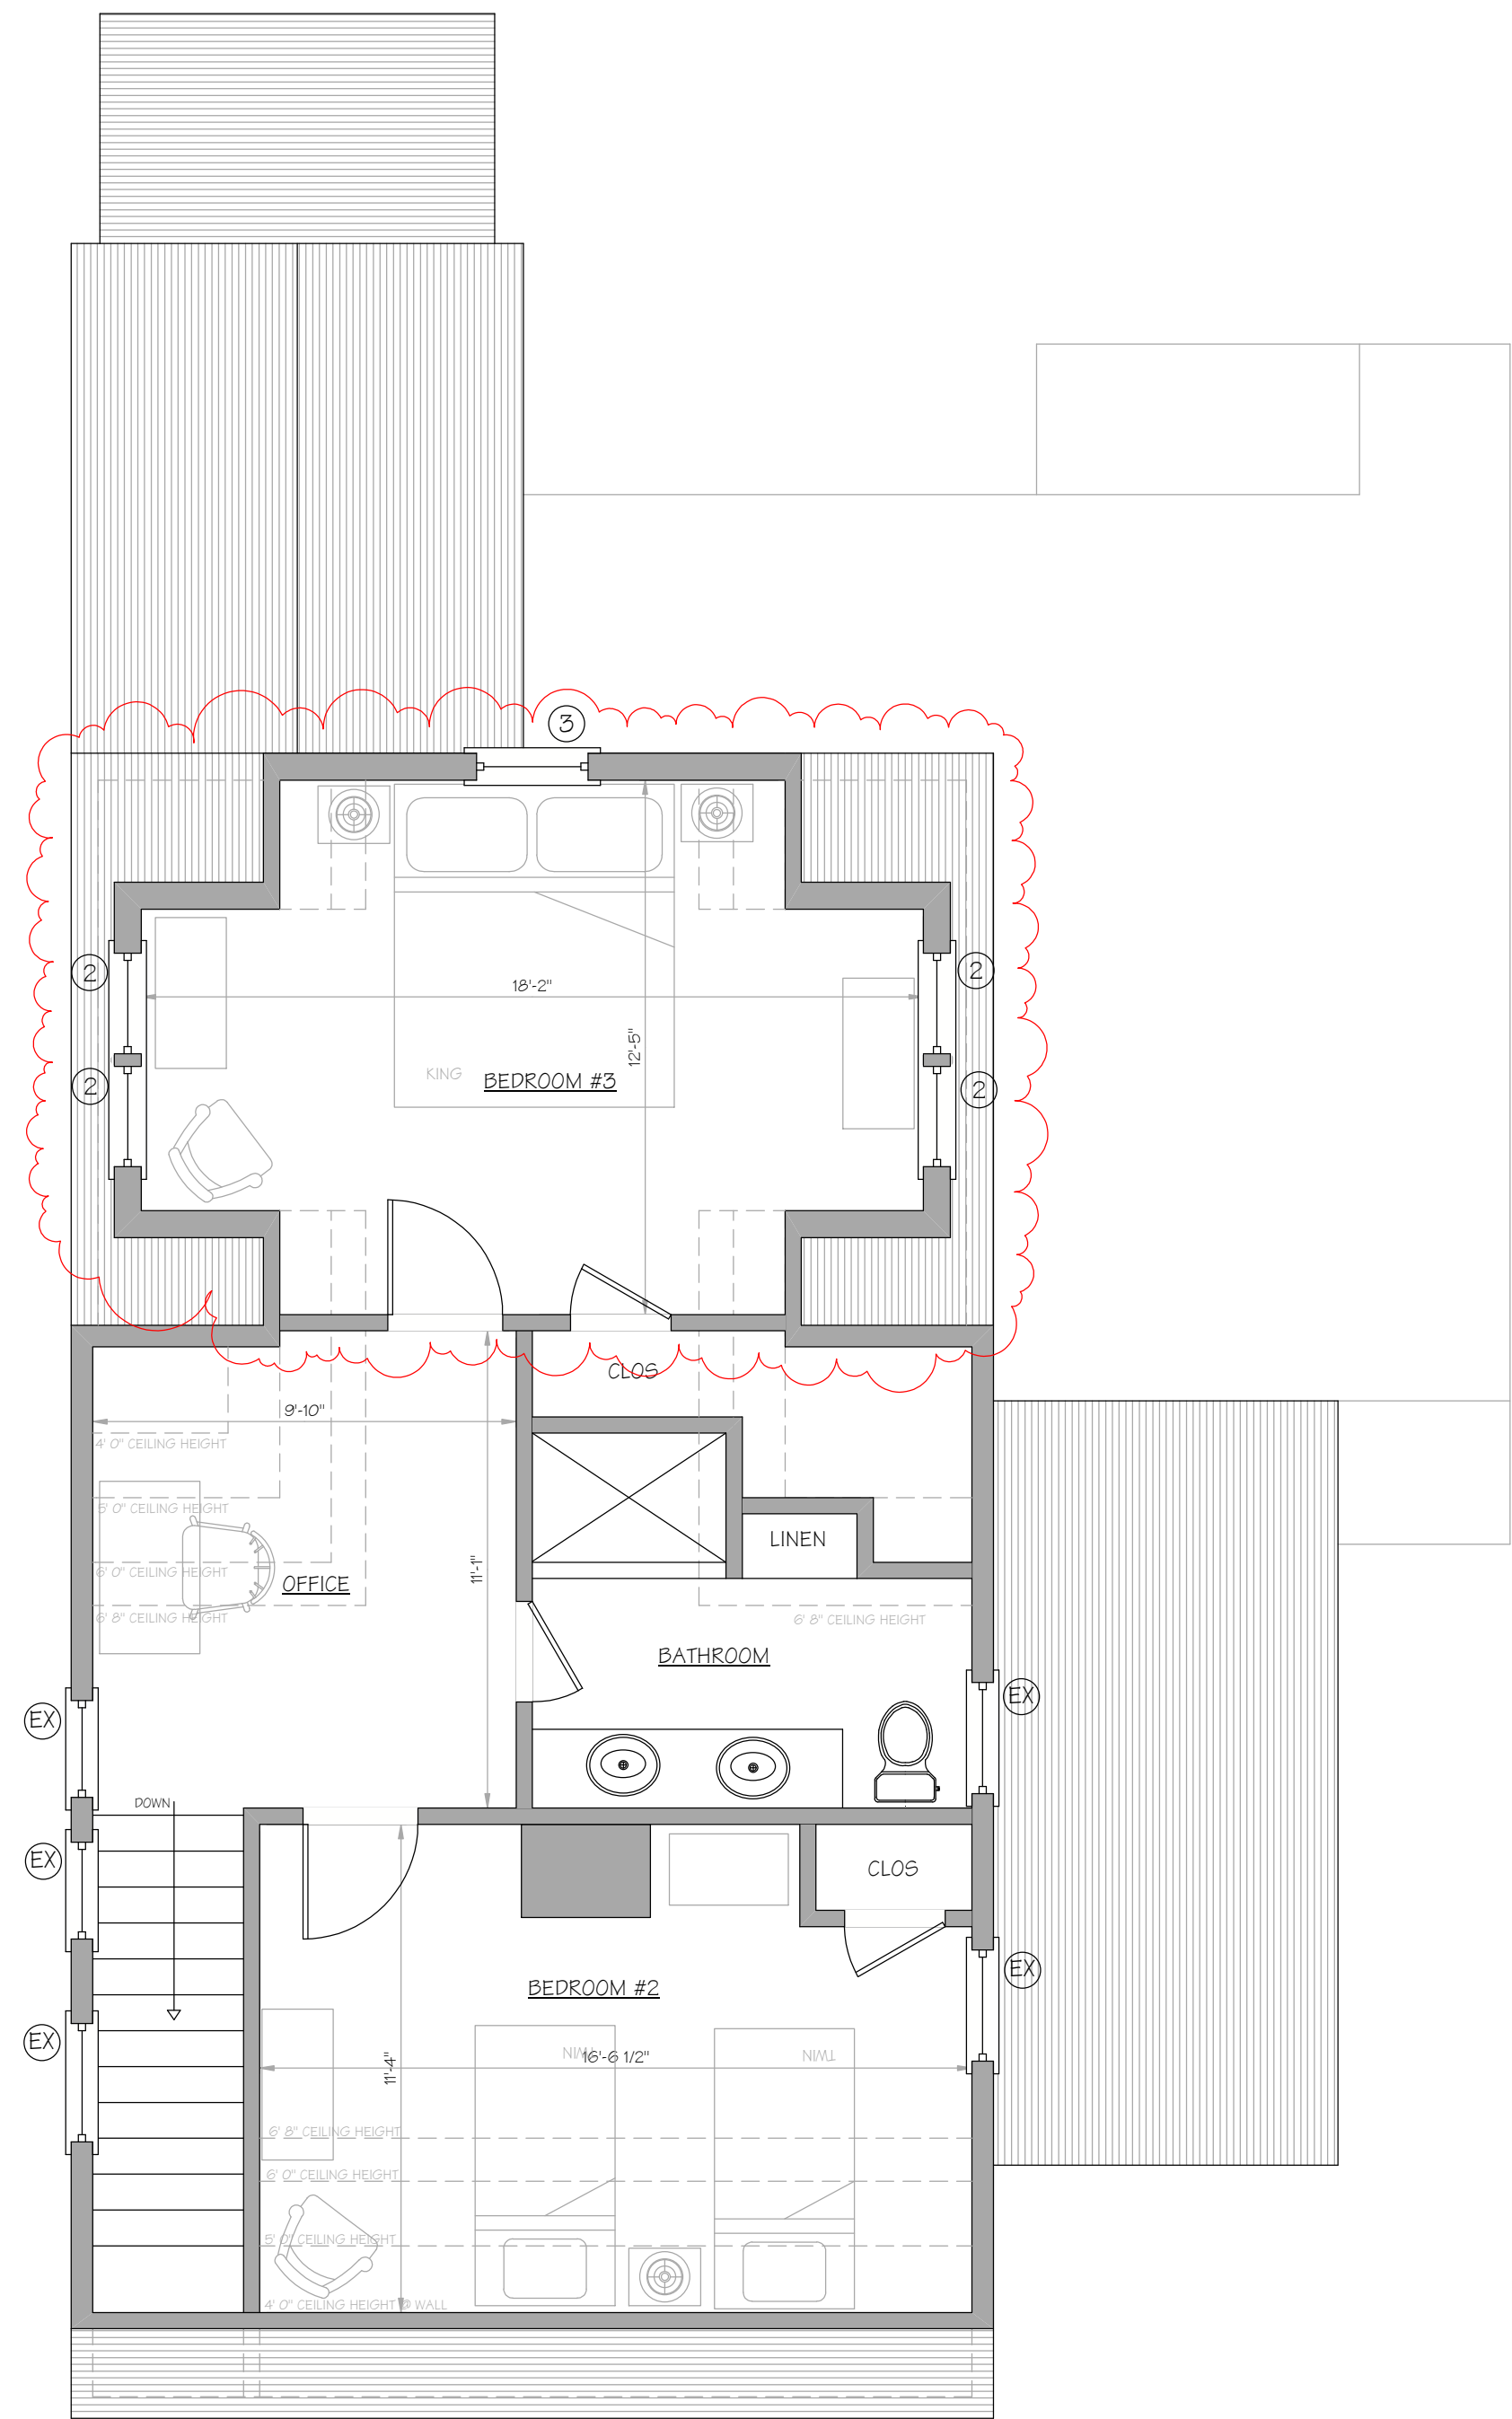 3
2
2
18'-2"
12'-5"
KING
BEDROOM #3
2
2
CLOS
9'-10"
4' 0" CEILING HEIGHT
5' 0" CEILING HEIGHT
LINEN
11'-1"
6' 0" CEILING HEIGHT
OFFICE
6' 8" CEILING HEIGHT
6' 8" CEILING HEIGHT
BATHROOM
EX
EX
DOWN
EX
CLOS
EX
BEDROOM #2
EX
TWIN
16'-6 1/2"
TWIN
11'-4"
6' 8" CEILING HEIGHT
6' 0" CEILING HEIGHT
5' 0" CEILING HEIGHT
4' 0" CEILING HEIGHT @ WALL